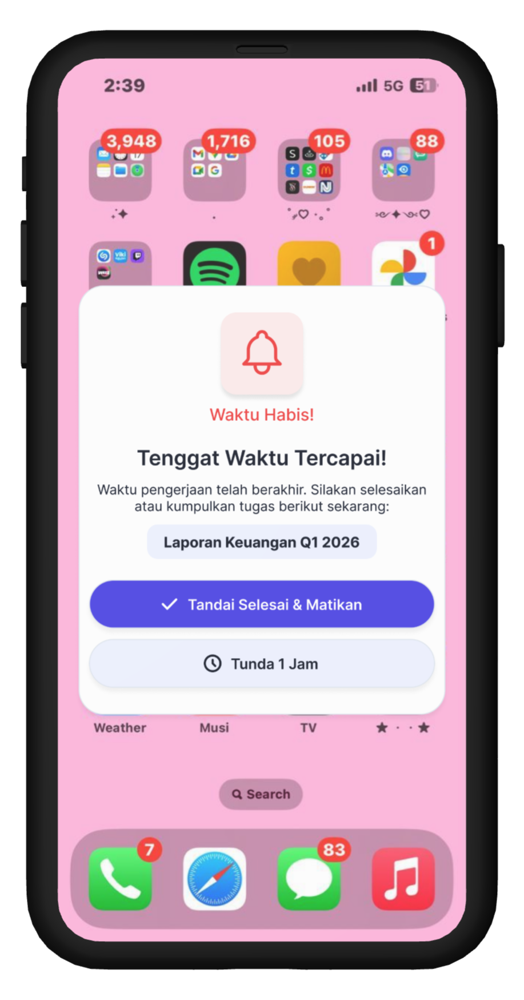 2:39
5G 51
3,948
1,716
105
88
17
S
t
$
viki
1
Waktu Habis!
Tenggat Waktu Tercapai!
Waktu pengerjaan telah berakhir. Silakan selesaikan
atau kumpulkan tugas berikut sekarang:
Laporan Keuangan Q1 2026
Tandai Selesai & Matikan
Tunda 1 Jam
Weather
Musi
TV
Search
7
83